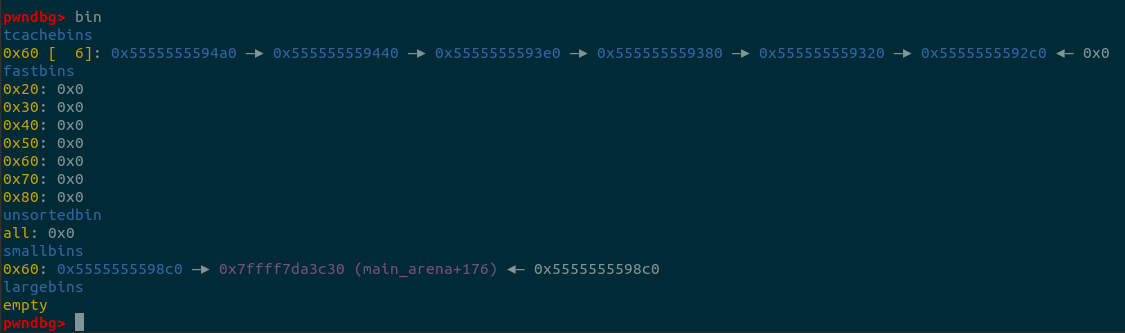 pwndbg> bin
tcachebins
0x60 [  6]: 0x5555555594a0 —▸ 0x555555559440 —▸ 0x5555555593e0 —▸ 0x555555559380 —▸ 0x555555559320 —▸ 0x5555555592c0 ◂— 0x0
fastbins
0x20: 0x0
0x30: 0x0
0x40: 0x0
0x50: 0x0
0x60: 0x0
0x70: 0x0
0x80: 0x0
unsortedbin
all: 0x0
smallbins
0x60: 0x5555555598c0 —▸ 0x7ffff7da3c30 (main_arena+176) ◂— 0x5555555598c0
largebins
empty
pwndbg>